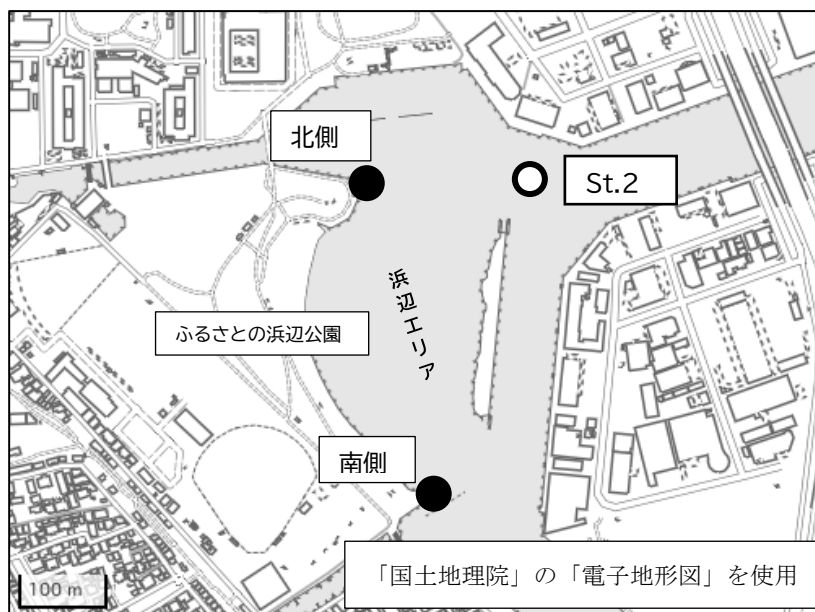 北側
St.2
浜辺エリア
ふるさとの浜辺公園
南側
「国土地理院」の「電子地形図」を使用
100 m